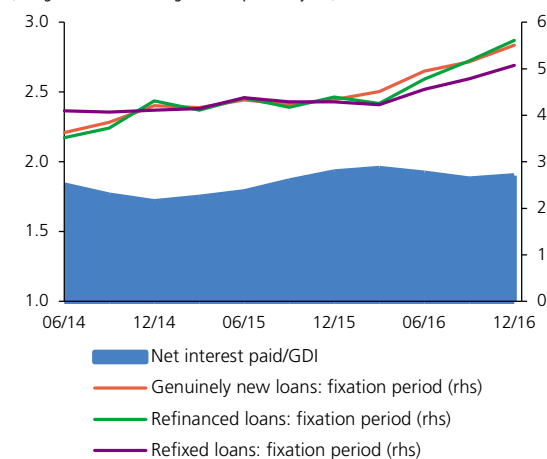 3.0 6
2.5 5
4
2.0 3
2
1.5
1
1.0 0
06/14 12/14 06/15 12/15 06/16 12/16
Net interest paid/GDI
Genuinely new loans: fixation period (rhs)
Refinanced loans: fixation period (rhs)
Refixed loans: fixation period (rhs)